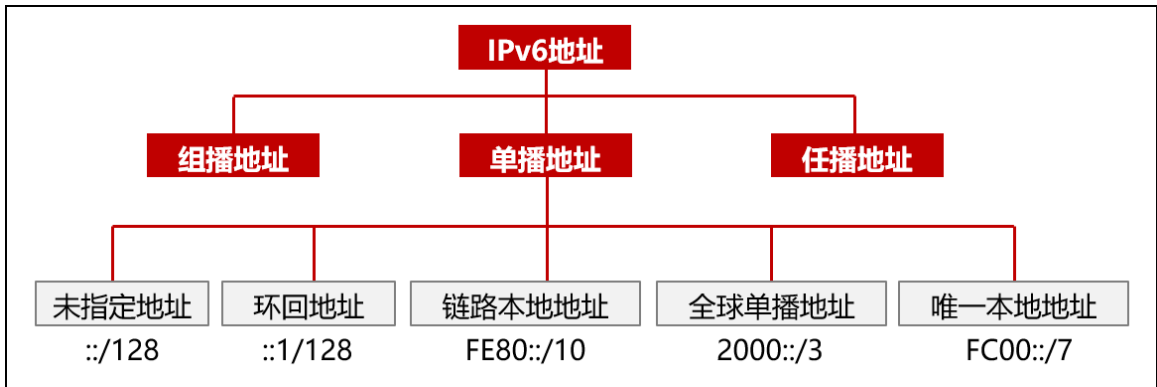 IPv6地址
组播地址
单播地址
任播地址
未指定地址
环回地址
链路本地地址
全球单播地址
唯一本地地址
::/128
::1/128
FE80::/10
2000::/3
FC00::/7